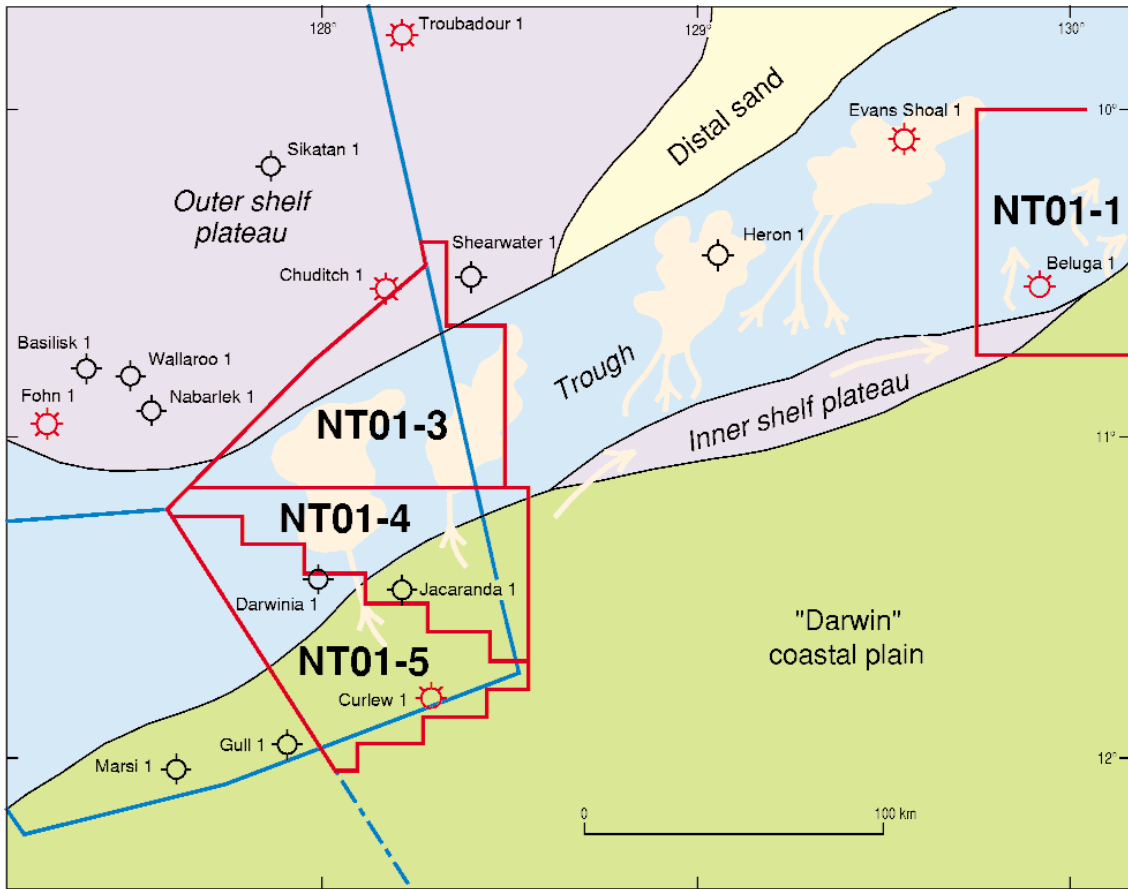 128°
129°
130°
Troubadour 1
10°
Evans Shoal 1
Distal sand
Sikatan 1
Outer shelf
plateau
NT01-1
Shearwater 1
Heron 1
Chuditch 1
Beluga 1
Basilisk 1
Wallaroo 1
Trough
Fohn 1
Nabarlek 1
Inner shelf plateau
NT01-3
11°
NT01-4
Darwinia 1
Jacaranda 1
"Darwin"
coastal plain
NT01-5
Curlew 1
Gull 1
Marsi 1
12°
0
100 km